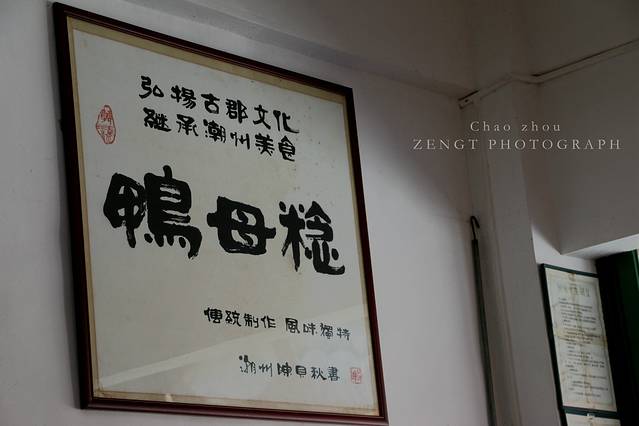 弘揚古郡文化
繼承潮州美食
鴨母稔
傳統制作 風味獨特
潮州陳貝秋書
Chao zhou
ZENGT PHOTOGRAPH